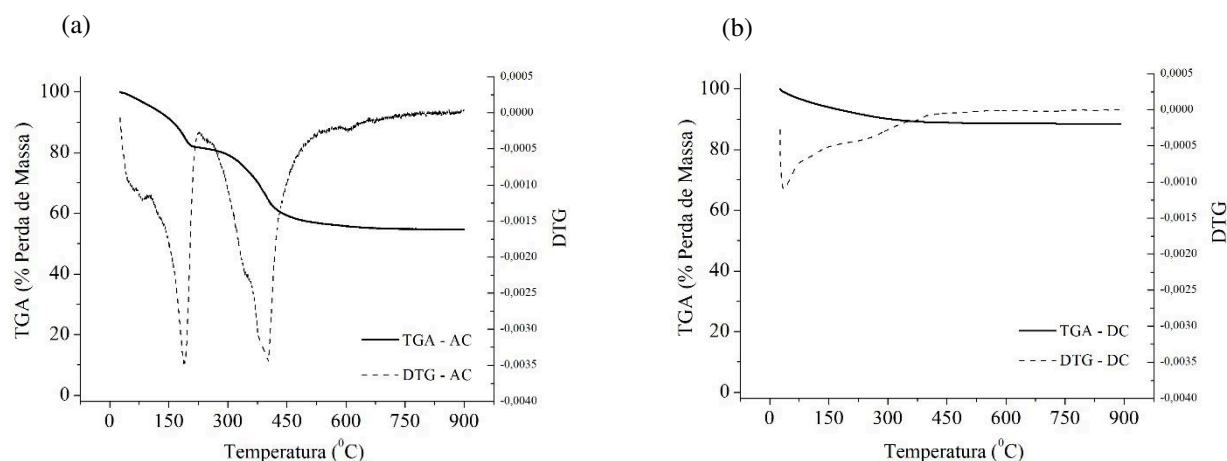 (a)
TGA (% Perda de Massa )
100
80
60
40
20
0
0,0005
0,0000
-0,0005
-0,0010
-0,0015
-0,0020
-0,0025
-0,0030
-0,0035
-0,0040
DTG
TGA - AC
DTG - AC
0 150 300 450 600 750 900
Temperatura (⁰C)
(b)
TGA (% Perda de Massa )
100
80
60
40
20
0
0,0005
0,0000
-0,0005
-0,0010
-0,0015
-0,0020
-0,0025
-0,0030
-0,0035
-0,0040
DTG
TGA - DC
DTG - DC
0 150 300 450 600 750 900
Temperatura (⁰C)